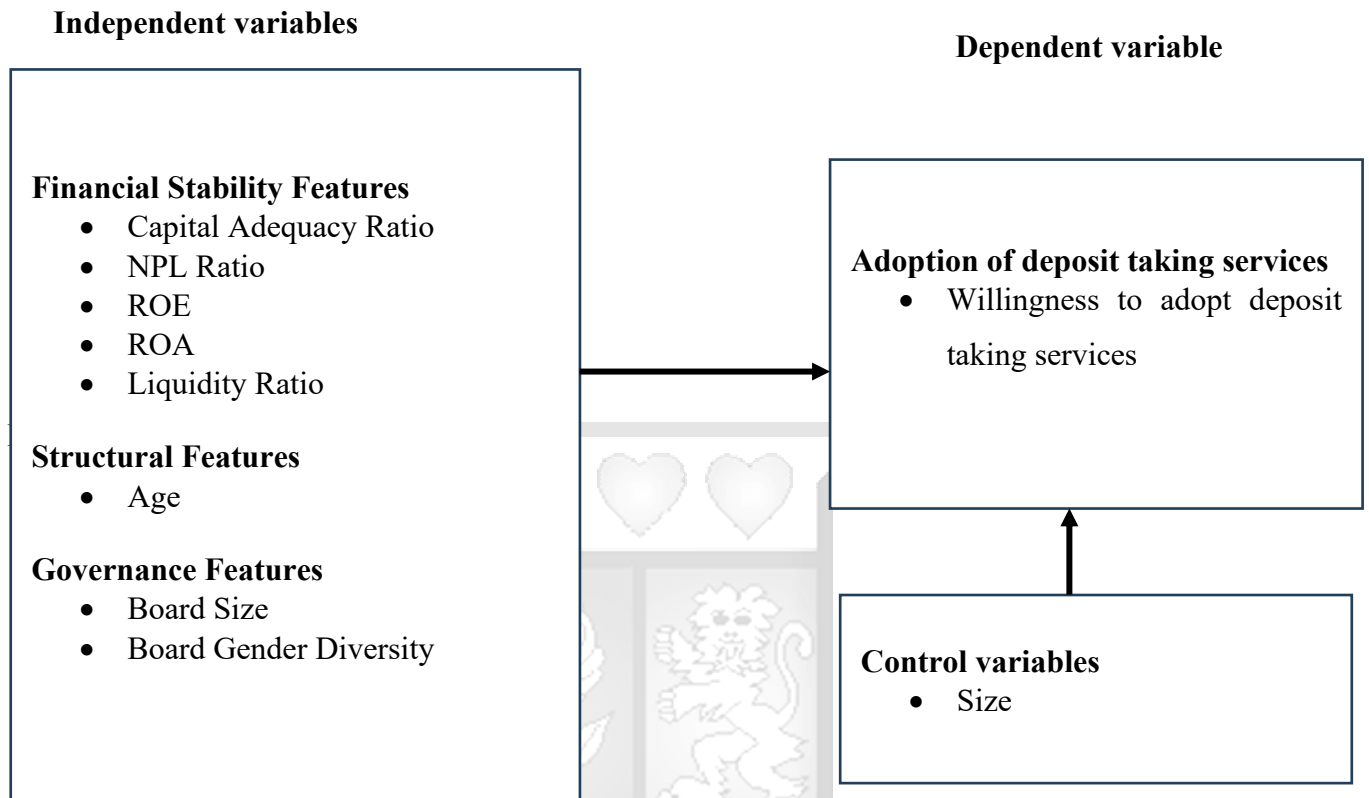 Independent variables
Dependent variable
Financial Stability Features
• Capital Adequacy Ratio
• NPL Ratio
• ROE
• ROA
• Liquidity Ratio
Structural Features
• Age
Governance Features
• Board Size
• Board Gender Diversity
Adoption of deposit taking services
• Willingness to adopt deposit
taking services
Control variables
• Size